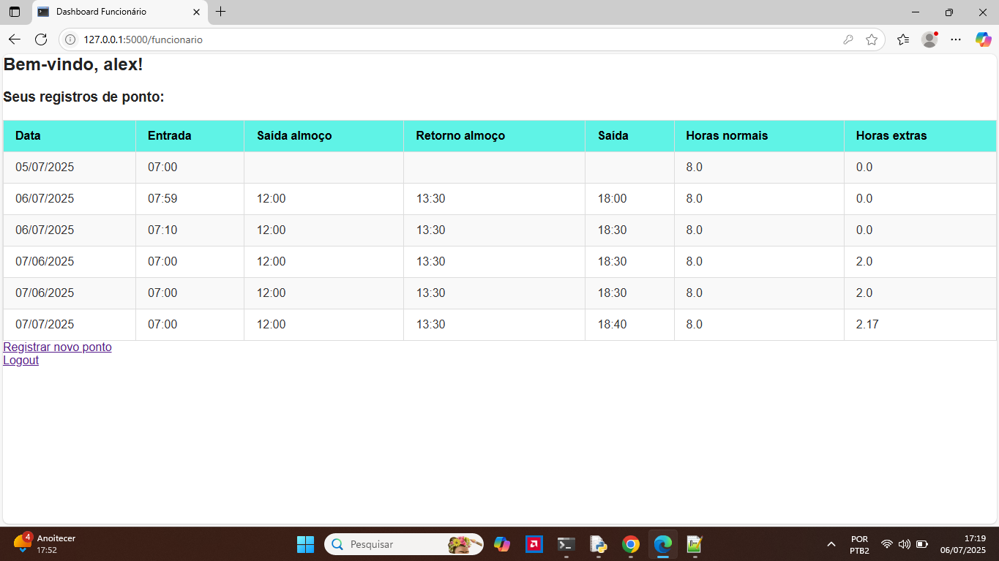 Dashboard Funcionário
127.0.0.1:5000/funcionario
Bem-vindo, alex!
Seus registros de ponto:
Data Entrada Saída almoço Retorno almoço Saída Horas normais Horas extras
05/07/2025 07:00 8.0 0.0
06/07/2025 07:59 12:00 13:30 18:00 8.0 0.0
06/07/2025 07:10 12:00 13:30 18:30 8.0 0.0
07/06/2025 07:00 12:00 13:30 18:30 8.0 2.0
07/06/2025 07:00 12:00 13:30 18:30 8.0 2.0
07/07/2025 07:00 12:00 13:30 18:40 8.0 2.17
Registrar novo ponto
Logout
4
Anoitecer
17:52
Pesquisar
POR
PTB2
17:19
06/07/2025